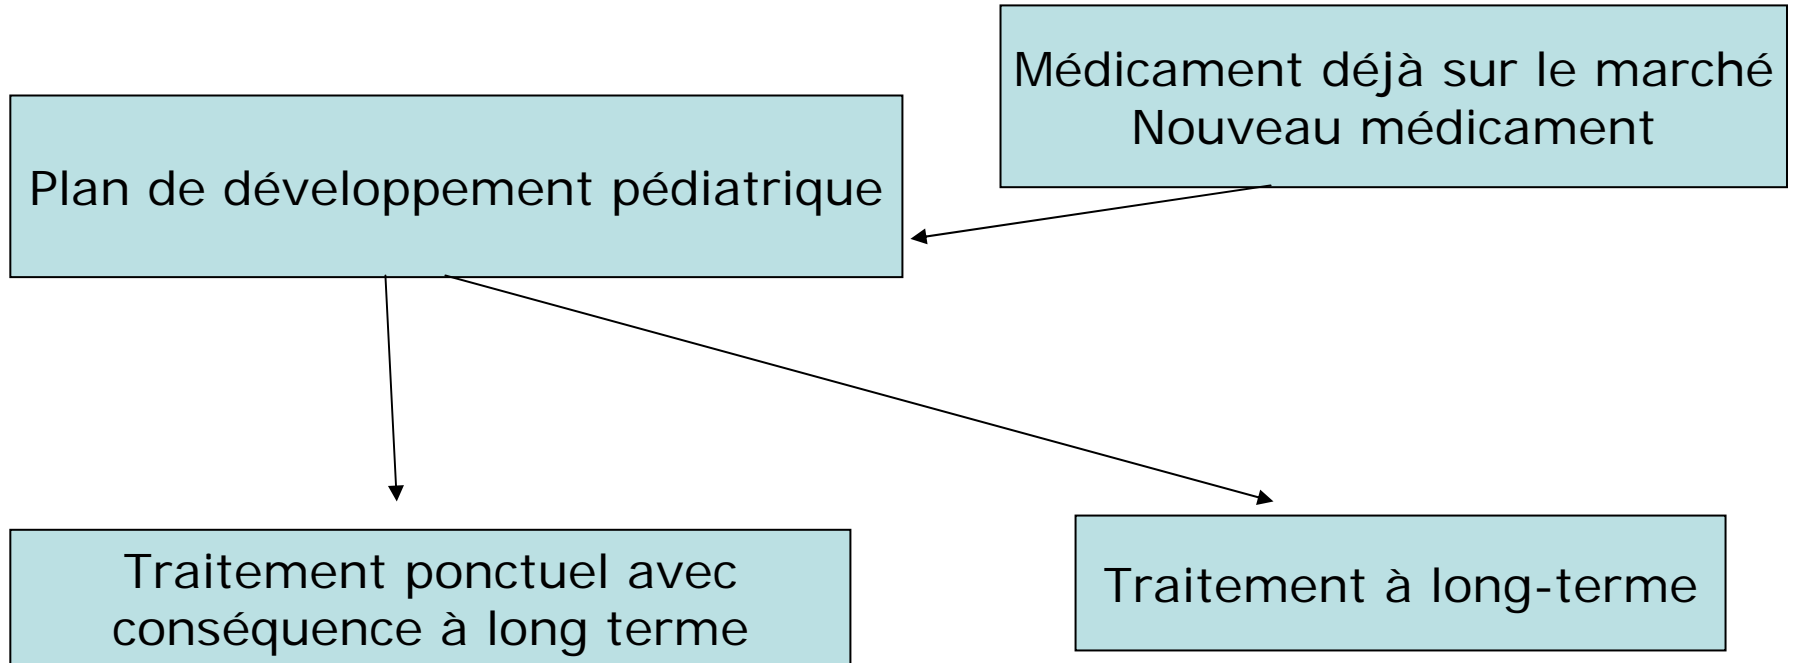 Médicament déjà sur le marché
Nouveau médicament
Plan de développement pédiatrique
Traitement ponctuel avec
conséquence à long terme
Traitement à long-terme